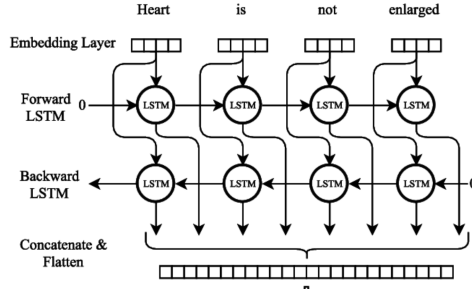 Heart is not enlarged
Embedding Layer
Forward LSTM 0 LSTM LSTM LSTM LSTM
Backward LSTM LSTM LSTM LSTM LSTM 0
Concatenate &
Flatten